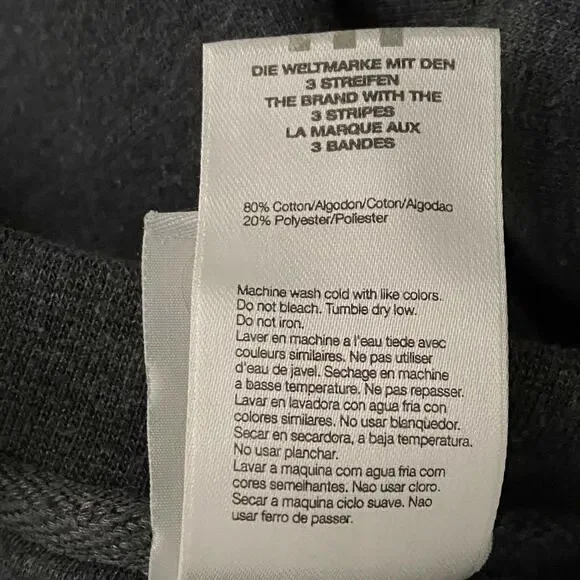 DIE WELTMARKE MIT DEN
3 STREIFEN
THE BRAND WITH THE
3 STRIPES
LA MARQUE AUX
3 BANDES
80% Cotton/Algodon/Coton/Algodao
20% Polyester/Poliester
Machine wash cold with like colors.
Do not bleach. Tumble dry low.
Do not iron.
Laver en machine a l'eau tiede avec
couleurs similaires. Ne pas utiliser
d'eau de javel. Sechage en machine
a basse temperature. Ne pas repasser.
Lavar en lavadora con agua fria con
colores similares. No usar blanquedor.
Secar en secardora, a baja temperatura.
No usar planchar.
Lavar a maquina com agua fria com
cores semelhantes. Nao usar cloro.
Secar a maquina ciclo suave. Nao
usar ferro de passer.